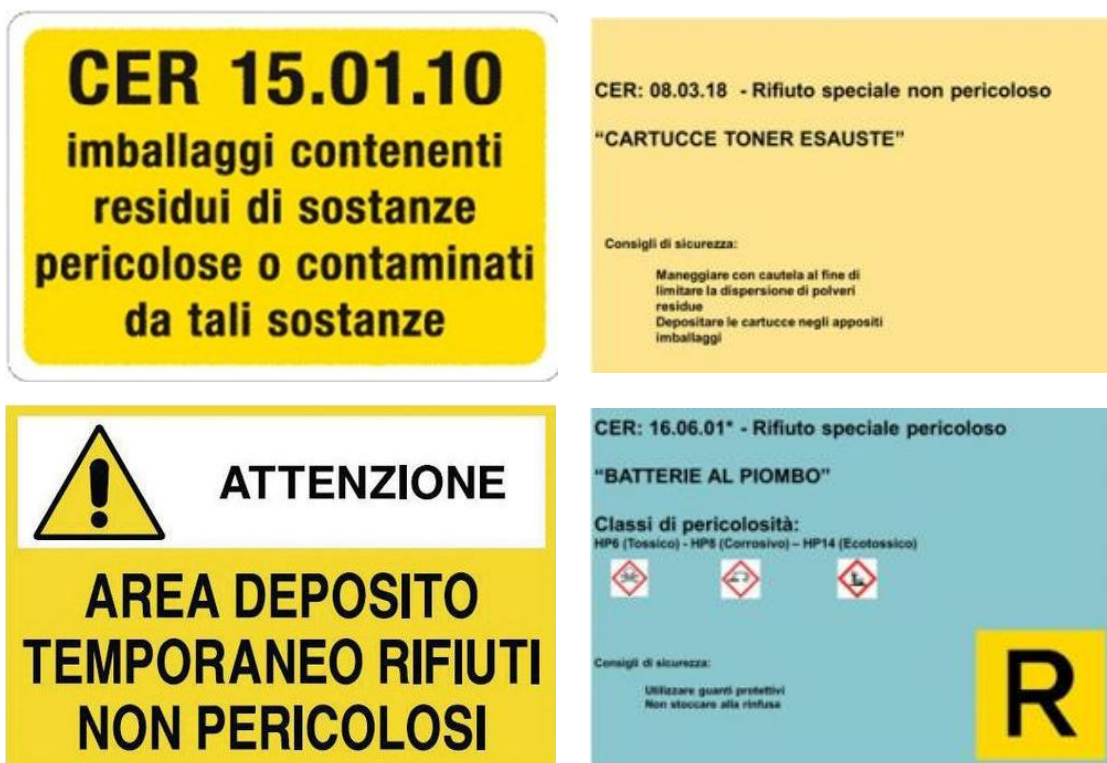 CER 15.01.10
imballaggi contenenti
residui di sostanze
pericolose o contaminati
da tali sostanze
CER: 08.03.18 - Rifiuto speciale non pericoloso
“CARTUCCE TONER ESAUSTE”
Consigli di sicurezza:
Maneggiare con cautela al fine di
limitare la dispersione di polveri
residue
Depositare le cartucce negli appositi
imballaggi
ATTENZIONE
AREA DEPOSITO
TEMPORANEO RIFIUTI
NON PERICOLOSI
CER: 16.06.01* - Rifiuto speciale pericoloso
“BATTERIE AL PIOMBO”
Classi di pericolosità:
HP6 (Tossico) - HP8 (Corrosivo) – HP14 (Ecotossico)
Consigli di sicurezza:
Utilizzare guanti protettivi
Non stoccare alla rinfusa
R